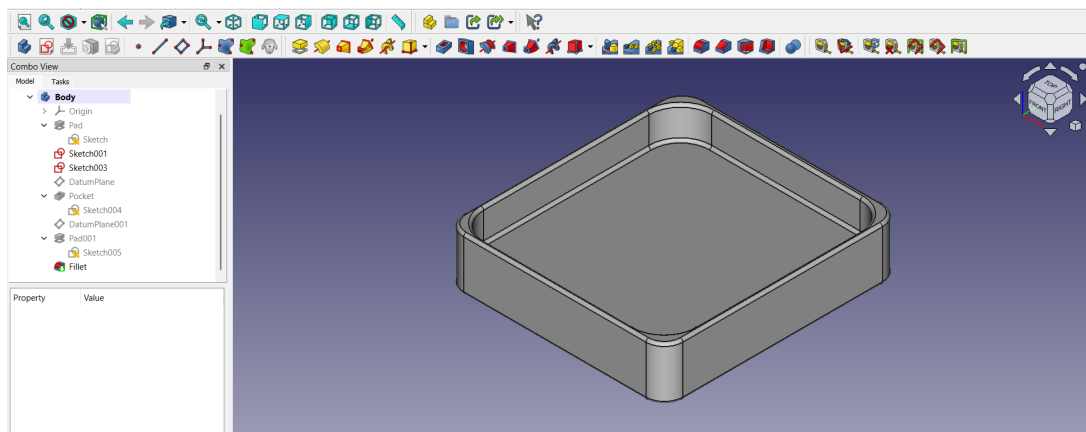 Combo View
Model Tasks
Body
Origin
Pad
Sketch
Sketch001
Sketch003
DatumPlane
Pocket
Sketch004
DatumPlane001
Pad001
Sketch005
Fillet
Property Value
TOP
FRONT RIGHT